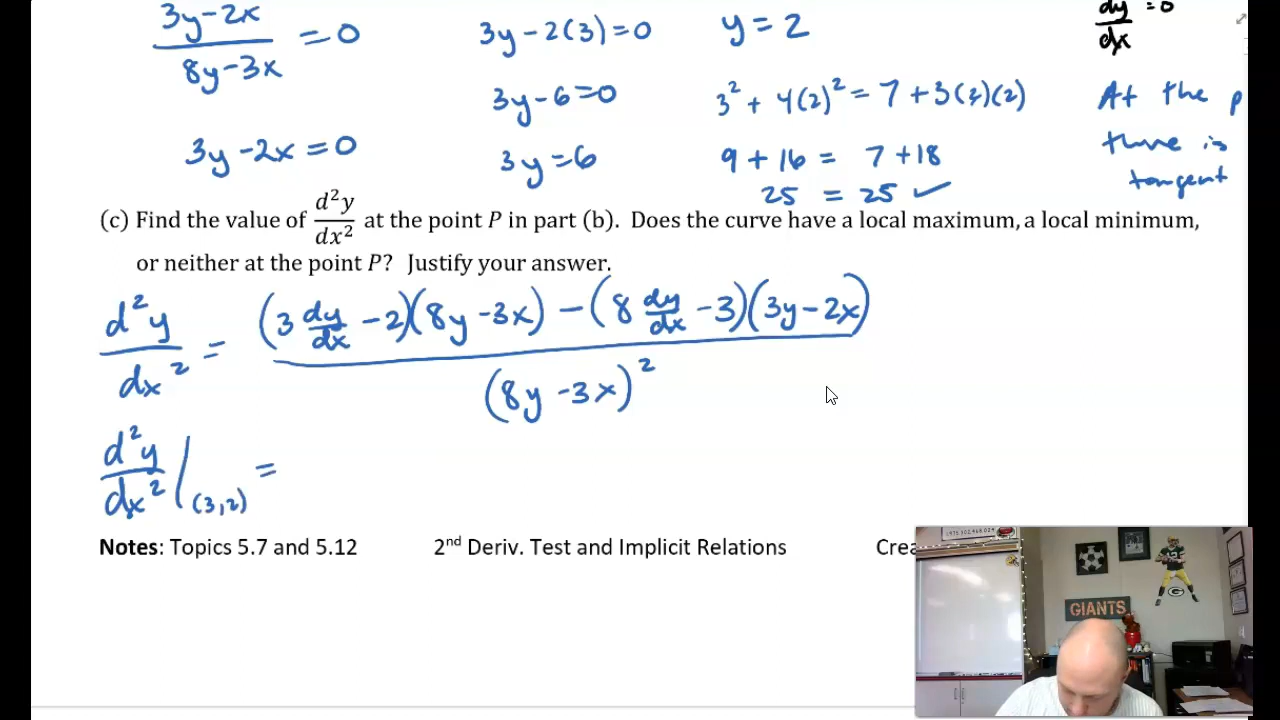 3y-2x / 8y-3x = 0
3y-2(3)=0
y = 2
dy/dx = 0
3y-6=0
3² + 4(2)² = 7 + 3(3)(2)
At the p
3y-2x = 0
3y = 6
9 + 16 = 7 + 18
there is
25 = 25 ✓
tangent
(c) Find the value of d²y/dx² at the point P in part (b). Does the curve have a local maximum, a local minimum,
or neither at the point P? Justify your answer.
d²y/dx² = (3 dy/dx - 2)(8y - 3x) - (8 dy/dx - 3)(3y - 2x) / (8y - 3x)²
d²y/dx² |(3,2) =
Notes: Topics 5.7 and 5.12 2nd Deriv. Test and Implicit Relations Crea
GIANTS
G